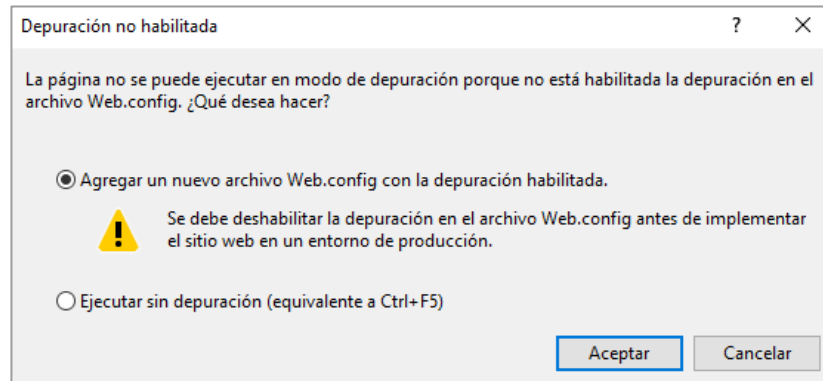 Depuración no habilitada
La página no se puede ejecutar en modo de depuración porque no está habilitada la depuración en el
archivo Web.config. ¿Qué desea hacer?
Agregar un nuevo archivo Web.config con la depuración habilitada.
Se debe deshabilitar la depuración en el archivo Web.config antes de implementar
el sitio web en un entorno de producción.
Ejecutar sin depuración (equivalente a Ctrl+F5)
Aceptar Cancelar